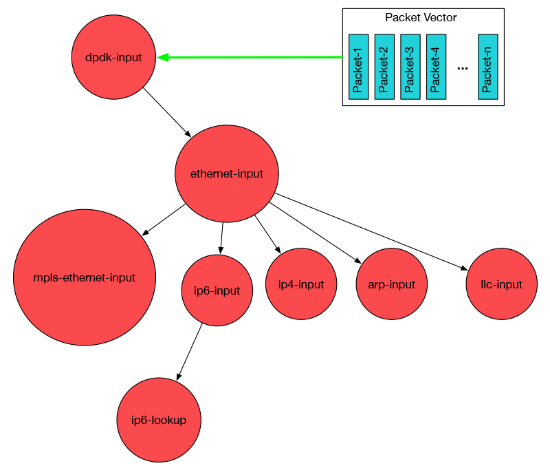 Packet Vector
dpdk-input
Packet-1
Packet-2
Packet-3
Packet-4
...
Packet-n
ethernet-input
mpls-ethernet-input
ip6-input
ip4-input
arp-input
llc-input
ip6-lookup